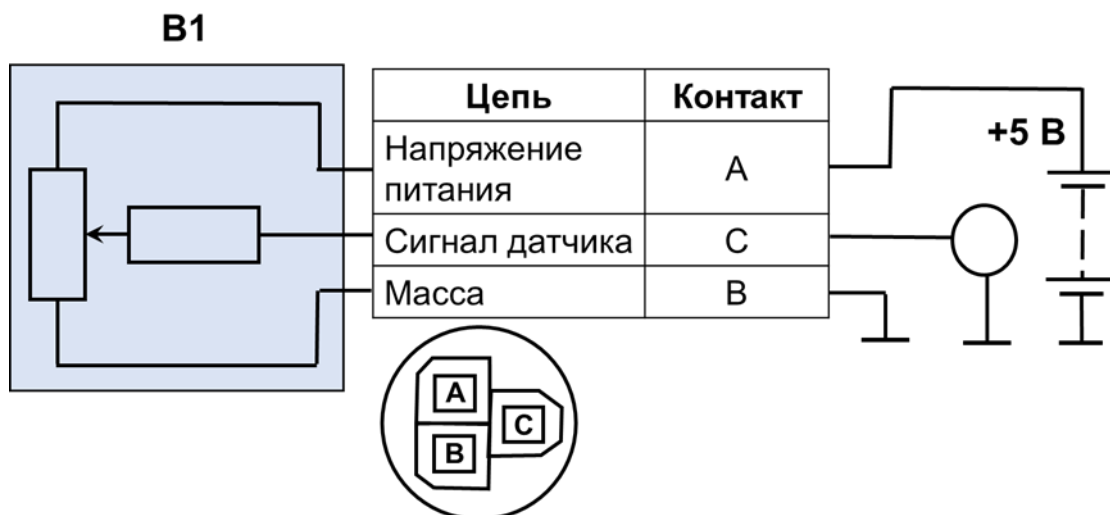 B1
Цепь Контакт
Напряжение
питания
A
Сигнал датчика C
Масса B
+5 В
A
B
C